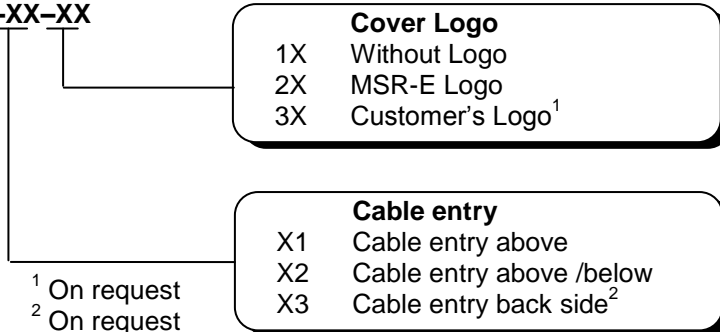 -XX–XX
Cover Logo
1X Without Logo
2X MSR-E Logo
3X Customer's Logo¹
Cable entry
X1 Cable entry above
X2 Cable entry above /below
X3 Cable entry back side²
¹ On request
² On request